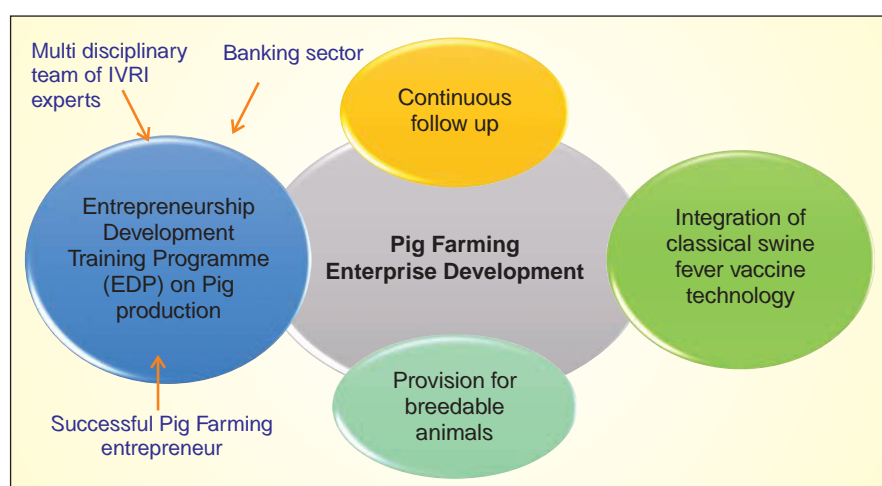 Multi disciplinary
team of IVRI
experts
Banking sector
Continuous
follow up
Entrepreneurship
Development
Training Programme
(EDP) on Pig
production
Pig Farming
Enterprise Development
Integration of
classical swine
fever vaccine
technology
Provision for
breedable
animals
Successful Pig Farming
entrepreneur